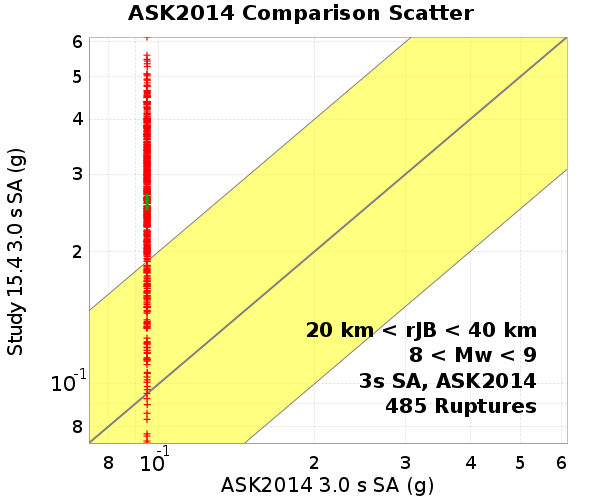 ASK2014 Comparison Scatter
Study 15.4 3.0 s SA (g)
6
5
4
3
2
10-1
8
20 km < rJB < 40 km
8 < Mw < 9
3s SA, ASK2014
485 Ruptures
8 10-1 2 3 4 5 6
ASK2014 3.0 s SA (g)